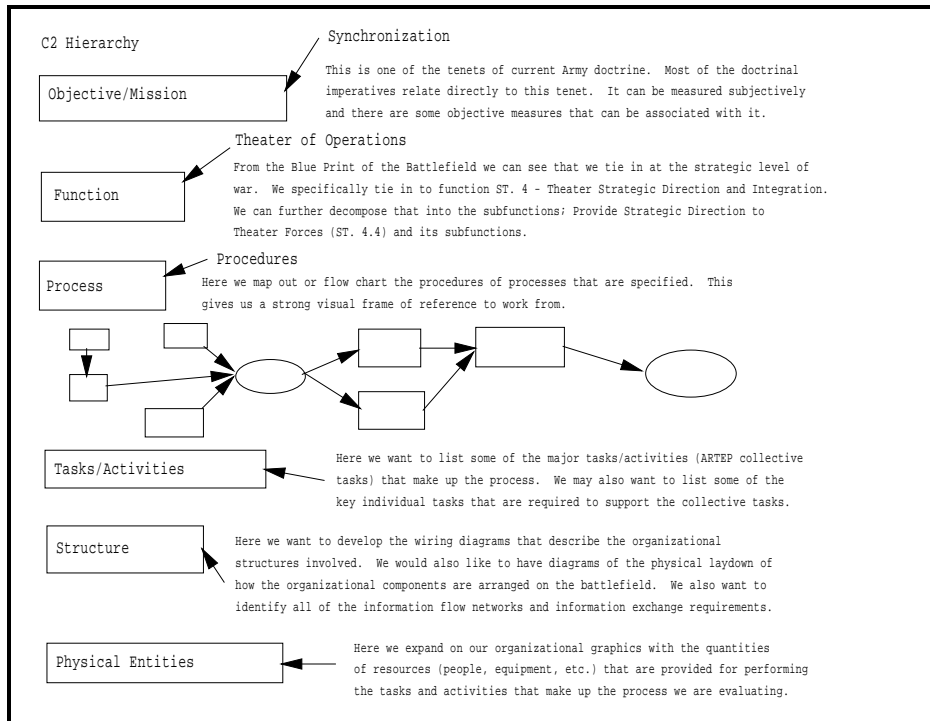 C2 Hierarchy
Synchronization
Objective/Mission
This is one of the tenets of current Army doctrine.  Most of the doctrinal
imperatives relate directly to this tenet.  It can be measured subjectively
and there are some objective measures that can be associated with it.
Theater of Operations
Function
From the Blue Print of the Battlefield we can see that we tie in at the strategic level of
war.  We specifically tie in to function ST. 4 - Theater Strategic Direction and Integration.
We can further decompose that into the subfunctions; Provide Strategic Direction to
Theater Forces (ST. 4.4) and its subfunctions.
Procedures
Process
Here we map out or flow chart the procedures of processes that are specified.  This
gives us a strong visual frame of reference to work from.
Tasks/Activities
Here we want to list some of the major tasks/activities (ARTEP collective
tasks) that make up the process.  We may also want to list some of the
key individual tasks that are required to support the collective tasks.
Structure
Here we want to develop the wiring diagrams that describe the organizational
structures involved.  We would also like to have diagrams of the physical laydown of
how the organizational components are arranged on the battlefield.  We also want to
identify all of the information flow networks and information exchange requirements.
Physical Entities
Here we expand on our organizational graphics with the quantities
of resources (people, equipment, etc.) that are provided for performing
the tasks and activities that make up the process we are evaluating.